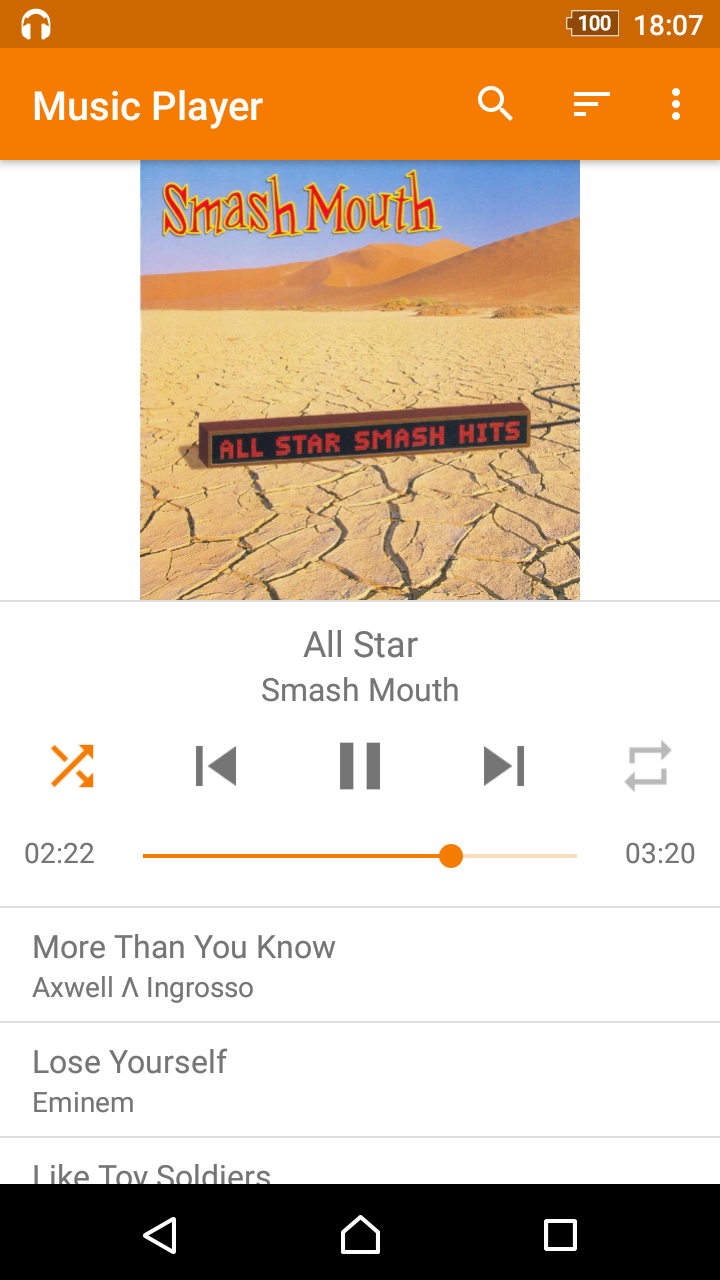 100 18:07
Music Player
Smash Mouth
ALL STAR SMASH HITS
All Star
Smash Mouth
02:22 03:20
More Than You Know
Axwell Λ Ingrosso
Lose Yourself
Eminem
Like Toy Soldiers